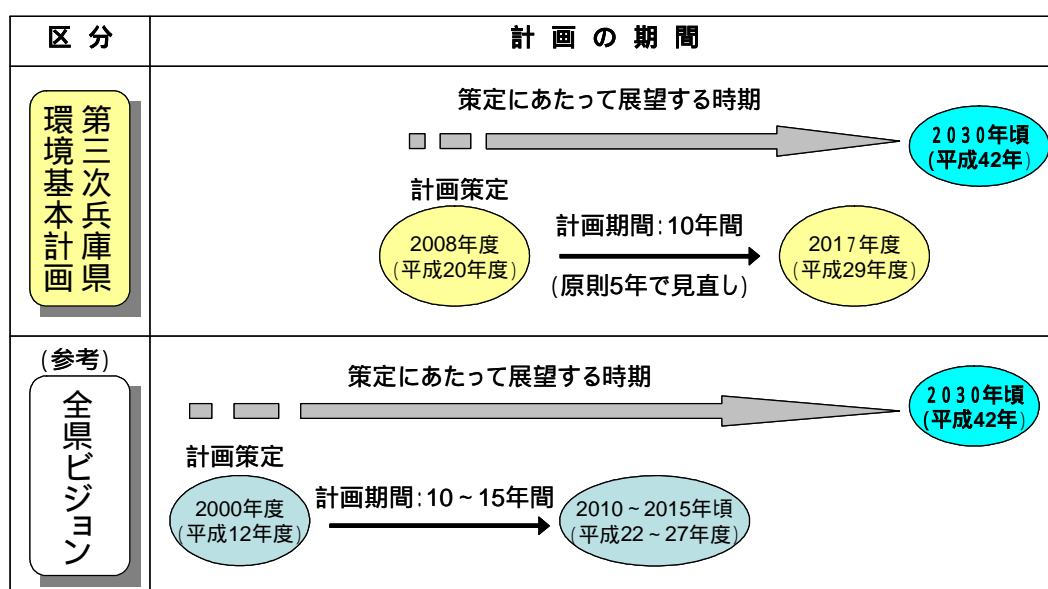 区 分
計 画 の 期 間
第三次兵庫県
環境基本計画
策定にあたって展望する時期
2030年頃
(平成42年)
計画策定
2008年度
(平成20年度)
計画期間:10年間
(原則5年で見直し)
2017年度
(平成29年度)
(参考)
全県ビジョン
策定にあたって展望する時期
2030年頃
(平成42年)
計画策定
2000年度
(平成12年度)
計画期間:10~15年間
2010~2015年頃
(平成22~27年度)